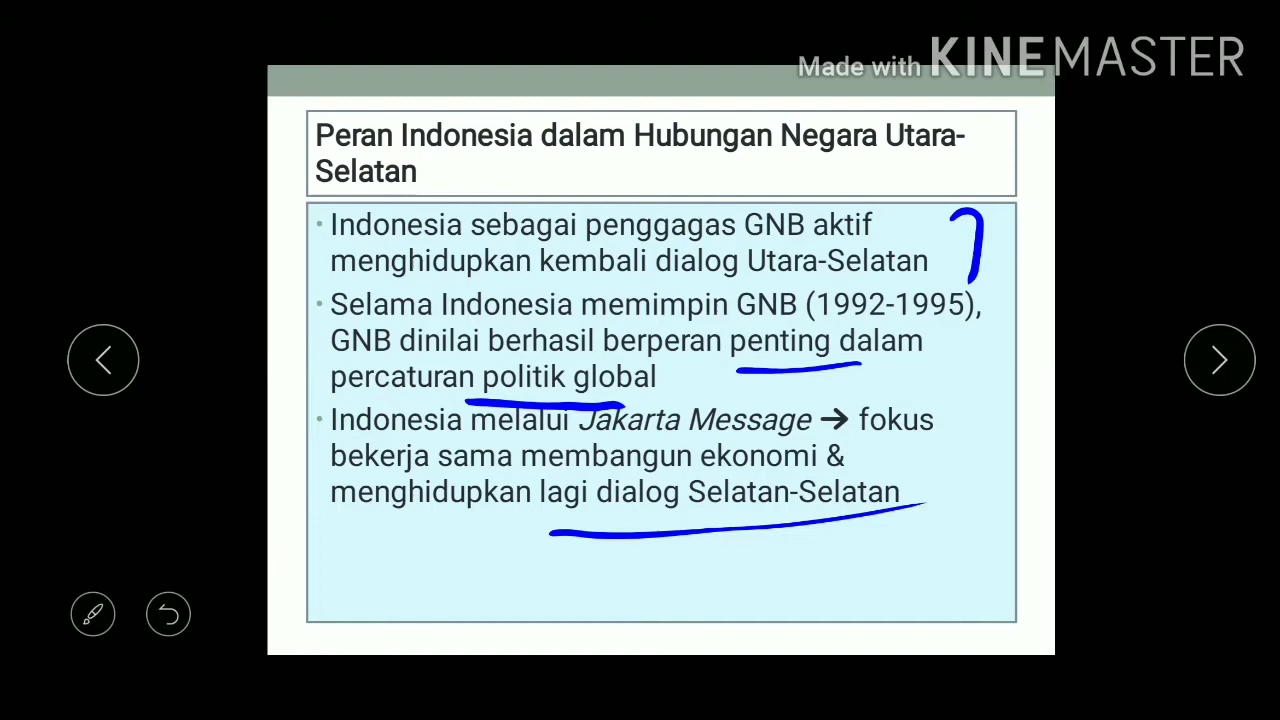 Made with KINEMASTER
Peran Indonesia dalam Hubungan Negara Utara-
Selatan
• Indonesia sebagai penggagas GNB aktif
menghidupkan kembali dialog Utara-Selatan
• Selama Indonesia memimpin GNB (1992-1995),
GNB dinilai berhasil berperan penting dalam
percaturan politik global
• Indonesia melalui Jakarta Message ➔ fokus
bekerja sama membangun ekonomi &
menghidupkan lagi dialog Selatan-Selatan